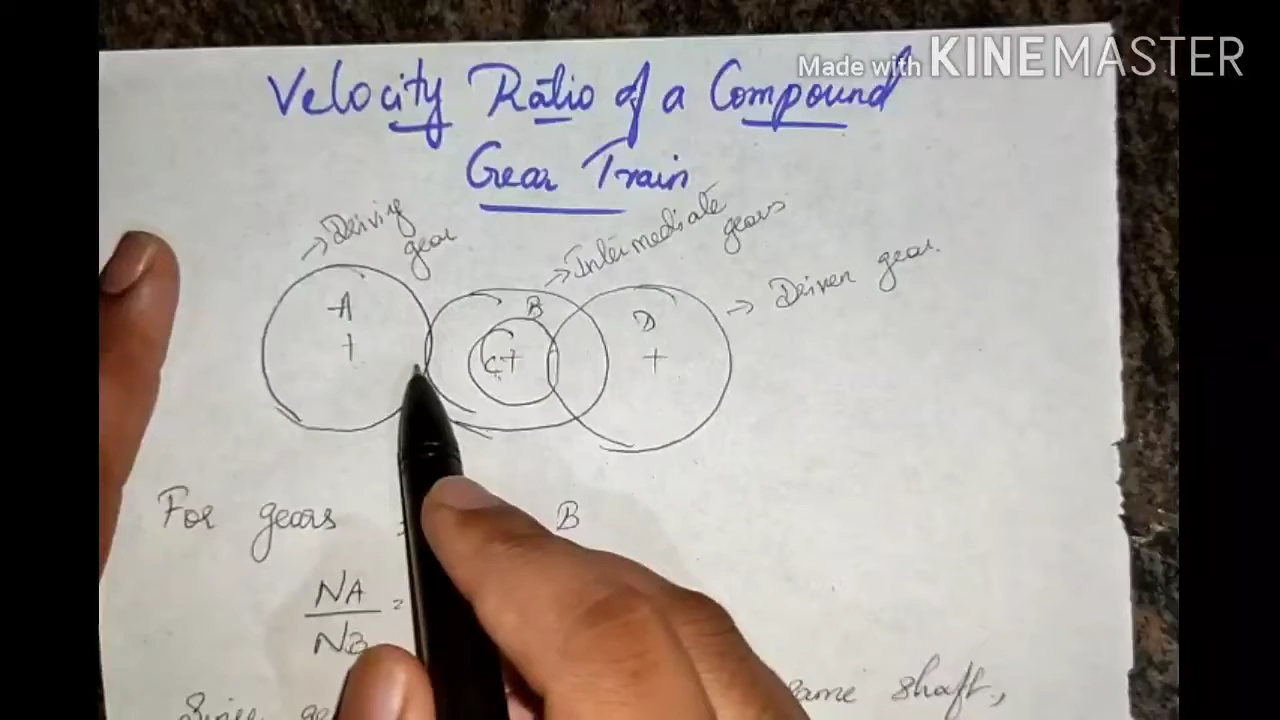 Made with KINEMASTER
Velocity Ratio of a Compound
Gear Train
Driving
gear
Intermediate
gears
Driven gear.
A
B
C
D
For gears B
NA
=
NB
Since same shaft,